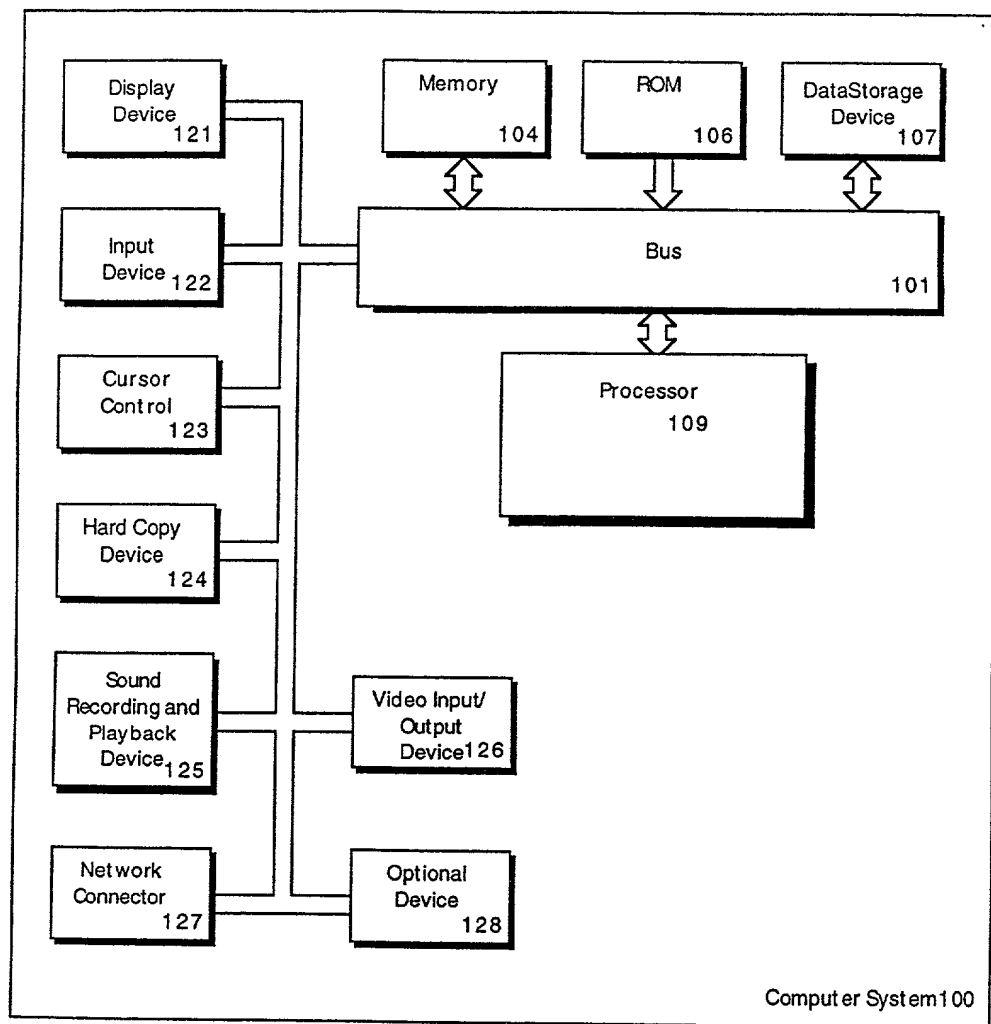 Display
Device
121
Memory
104
ROM
106
DataStorage
Device
107
Input
Device
122
Bus
101
Cursor
Control
123
Processor
109
Hard Copy
Device
124
Sound
Recording and
Playback
Device
125
Video Input/
Output
Device126
Network
Connector
127
Optional
Device
128
Computer System100